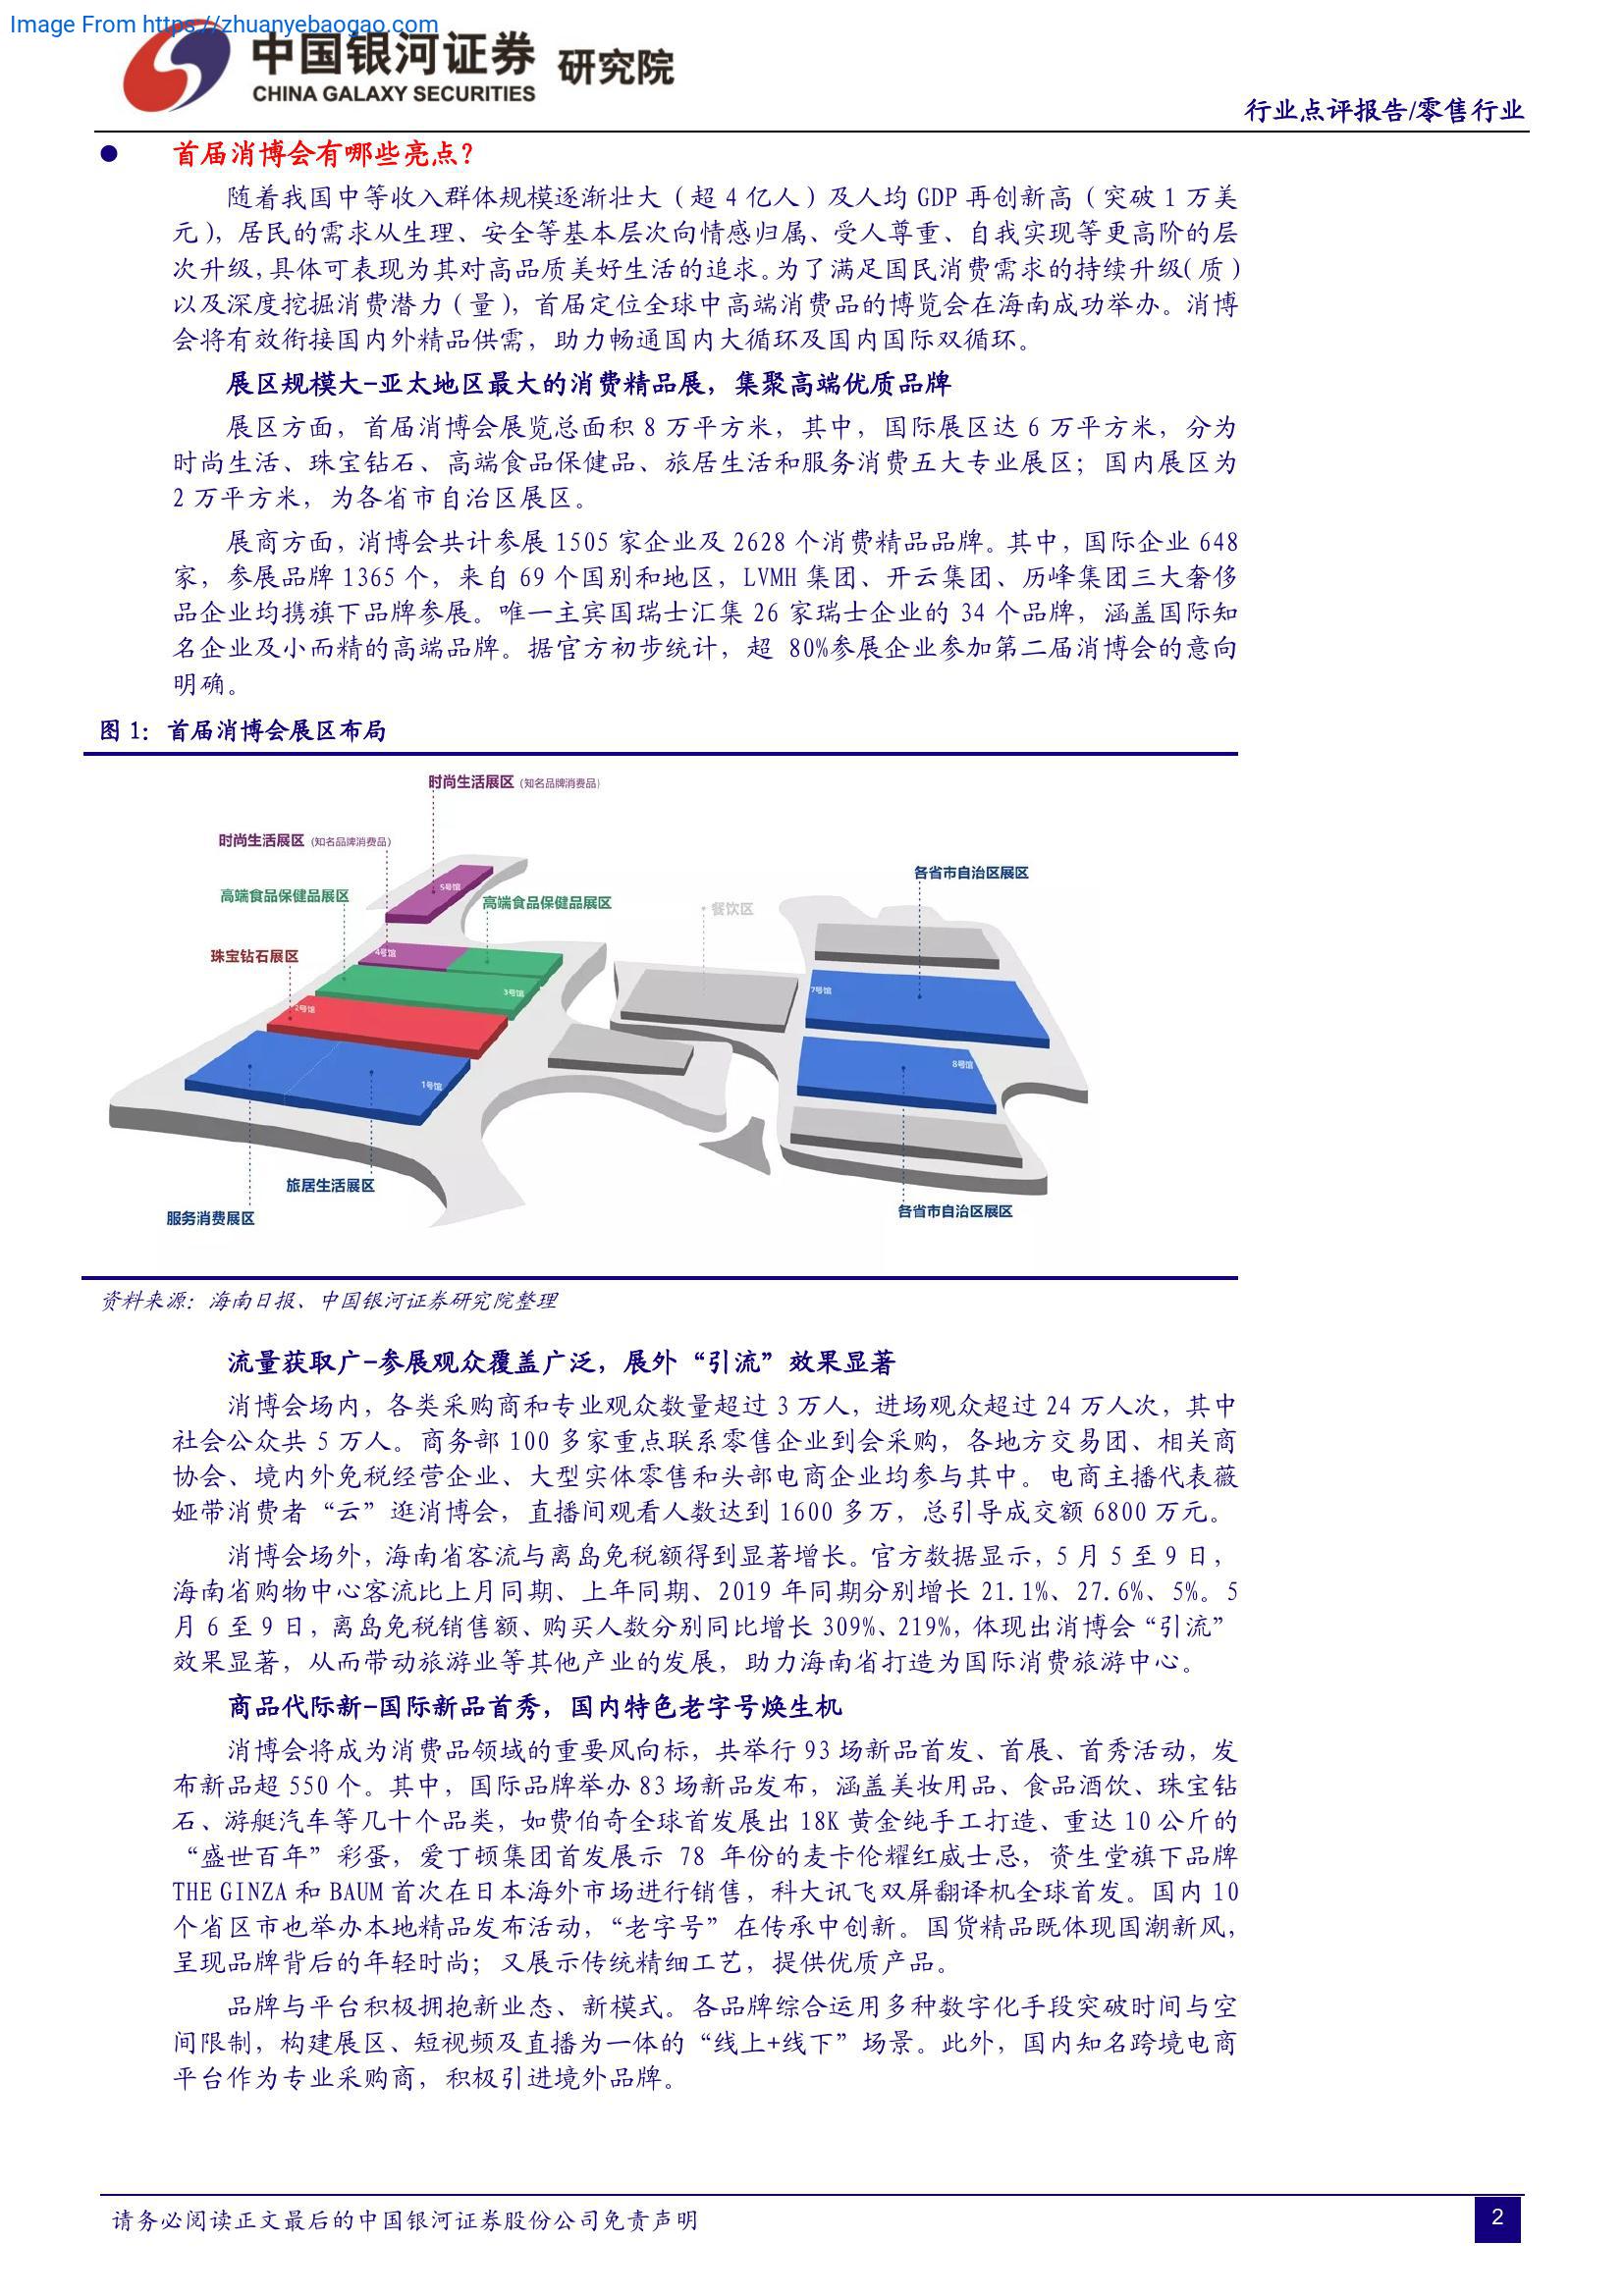 Image From https://zhuanyebaogao.com
中国银河证券 研究院
CHINA GALAXY SECURITIES
行业点评报告/零售行业
● 首届消博会有哪些亮点？
随着我国中等收入群体规模逐渐壮大（超 4 亿人）及人均 GDP 再创新高（突破 1 万美
元），居民的需求从生理、安全等基本层次向情感归属、受人尊重、自我实现等更高阶的层
次升级，具体可表现为其对高品质美好生活的追求。为了满足国民消费需求的持续升级（质）
以及深度挖掘消费潜力（量），首届定位全球中高端消费品的博览会在海南成功举办。消博
会将有效衔接国内外精品供需，助力畅通国内大循环及国内国际双循环。
展区规模大-亚太地区最大的消费精品展，集聚高端优质品牌
展区方面，首届消博会展览总面积 8 万平方米，其中，国际展区达 6 万平方米，分为
时尚生活、珠宝钻石、高端食品保健品、旅居生活和服务消费五大专业展区；国内展区为
2 万平方米，为各省市自治区展区。
展商方面，消博会共计参展 1505 家企业及 2628 个消费精品品牌。其中，国际企业 648
家，参展品牌 1365 个，来自 69 个国别和地区，LVMH 集团、开云集团、历峰集团三大奢侈
品企业均携旗下品牌参展。唯一主宾国瑞士汇集 26 家瑞士企业的 34 个品牌，涵盖国际知
名企业及小而精的高端品牌。据官方初步统计，超 80%参展企业参加第二届消博会的意向
明确。
图 1：首届消博会展区布局
时尚生活展区（知名品牌消费品）
时尚生活展区（知名品牌消费品）
各省市自治区展区
5号馆
高端食品保健品展区
高端食品保健品展区
餐饮区
4号馆
珠宝钻石展区
3号馆
7号馆
2号馆
8号馆
1号馆
旅居生活展区
各省市自治区展区
服务消费展区
资料来源：海南日报、中国银河证券研究院整理
流量获取广-参展观众覆盖广泛，展外“引流”效果显著
消博会场内，各类采购商和专业观众数量超过 3 万人，进场观众超过 24 万人次，其中
社会公众共 5 万人。商务部 100 多家重点联系零售企业到会采购，各地方交易团、相关商
协会、境内外免税经营企业、大型实体零售和头部电商企业均参与其中。电商主播代表薇
娅带消费者“云”逛消博会，直播间观看人数达到 1600 多万，总引导成交额 6800 万元。
消博会场外，海南省客流与离岛免税额得到显著增长。官方数据显示，5 月 5 至 9 日，
海南省购物中心客流比上月同期、上年同期、2019 年同期分别增长 21.1%、27.6%、5%。5
月 6 至 9 日，离岛免税销售额、购买人数分别同比增长 309%、219%，体现出消博会“引流”
效果显著，从而带动旅游业等其他产业的发展，助力海南省打造为国际消费旅游中心。
商品代际新-国际新品首秀，国内特色老字号焕生机
消博会将成为消费品领域的重要风向标，共举行 93 场新品首发、首展、首秀活动，发
布新品超 550 个。其中，国际品牌举办 83 场新品发布，涵盖美妆用品、食品酒饮、珠宝钻
石、游艇汽车等几十个品类，如费伯奇全球首发展出 18K 黄金纯手工打造、重达 10 公斤的
“盛世百年”彩蛋，爱丁顿集团首发展示 78 年份的麦卡伦耀红威士忌，资生堂旗下品牌
THE GINZA 和 BAUM 首次在日本海外市场进行销售，科大讯飞双屏翻译机全球首发。国内 10
个省区市也举办本地精品发布活动，“老字号”在传承中创新。国货精品既体现国潮新风，
呈现品牌背后的年轻时尚；又展示传统精细工艺，提供优质产品。
品牌与平台积极拥抱新业态、新模式。各品牌综合运用多种数字化手段突破时间与空
间限制，构建展区、短视频及直播为一体的“线上+线下”场景。此外，国内知名跨境电商
平台作为专业采购商，积极引进境外品牌。
请务必阅读正文最后的中国银河证券股份公司免责声明
2